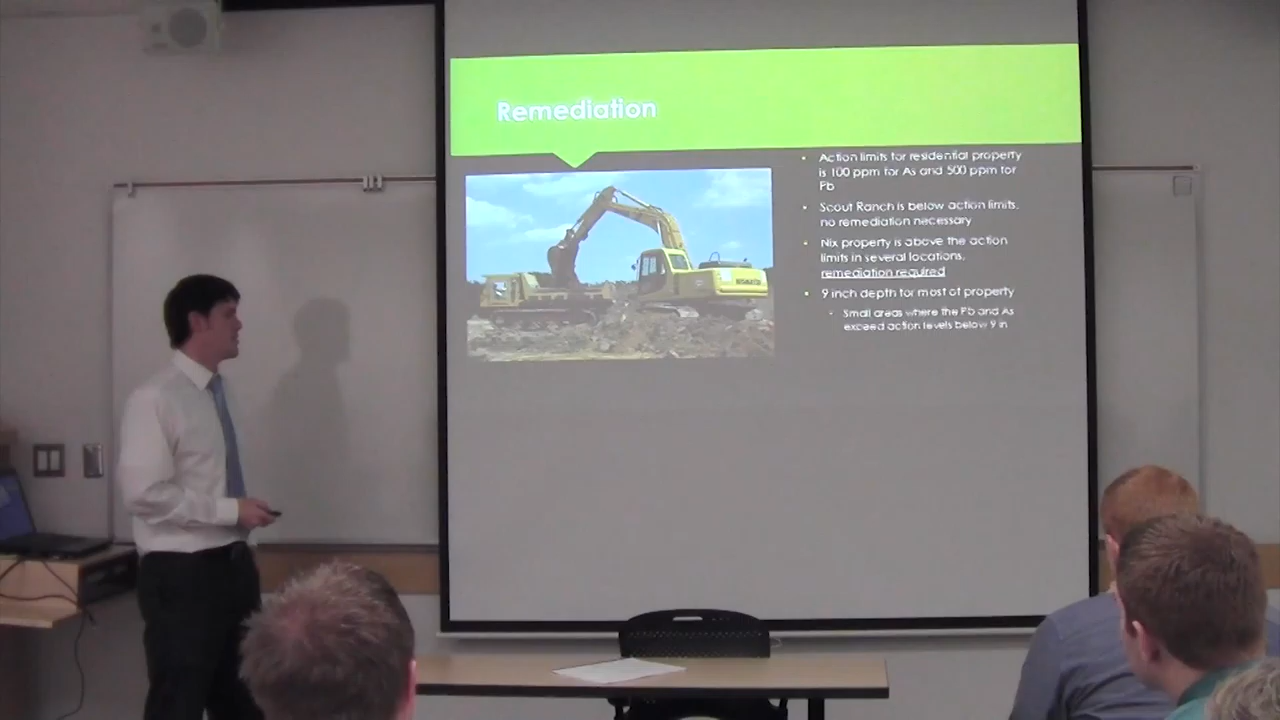 Remediation
Action limits for residential property
is 100 ppm for As and 500 ppm for
Pb
Scout Ranch is below action limits,
no remediation necessary
Nix property is above the action
limits in several locations,
remediation required
9 inch depth for most of property
Small areas where the Pb and As
exceed action levels below 9 in
KOMATSU